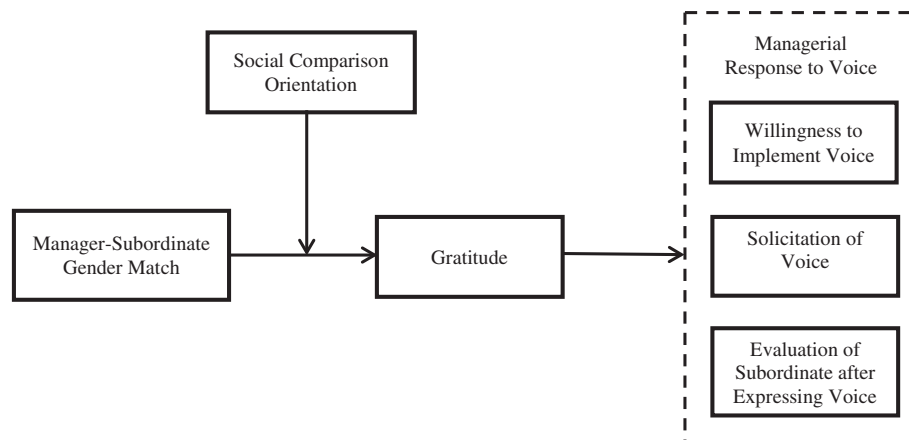 Social Comparison
Orientation
Manager-Subordinate
Gender Match
Gratitude
Managerial
Response to Voice
Willingness to
Implement Voice
Solicitation of
Voice
Evaluation of
Subordinate after
Expressing Voice